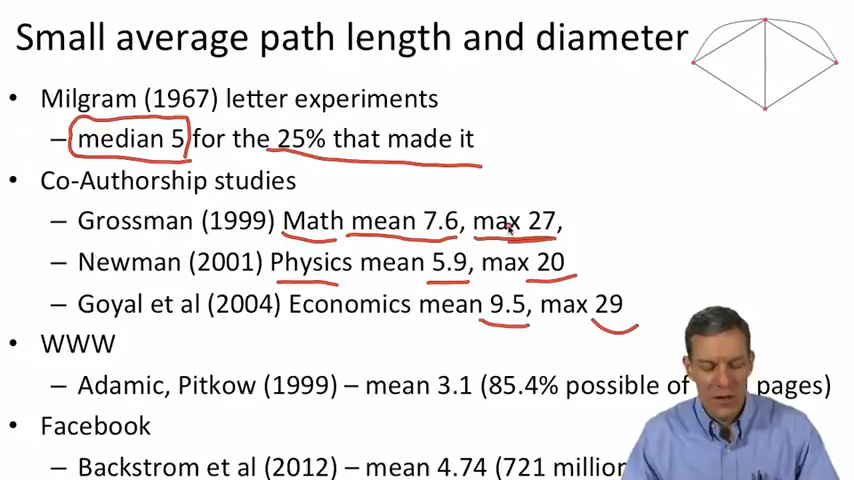 Small average path length and diameter
• Milgram (1967) letter experiments
– median 5 for the 25% that made it
• Co-Authorship studies
– Grossman (1999) Math mean 7.6, max 27,
– Newman (2001) Physics mean 5.9, max 20
– Goyal et al (2004) Economics mean 9.5, max 29
• WWW
– Adamic, Pitkow (1999) – mean 3.1 (85.4% possible of pages)
• Facebook
– Backstrom et al (2012) – mean 4.74 (721 million